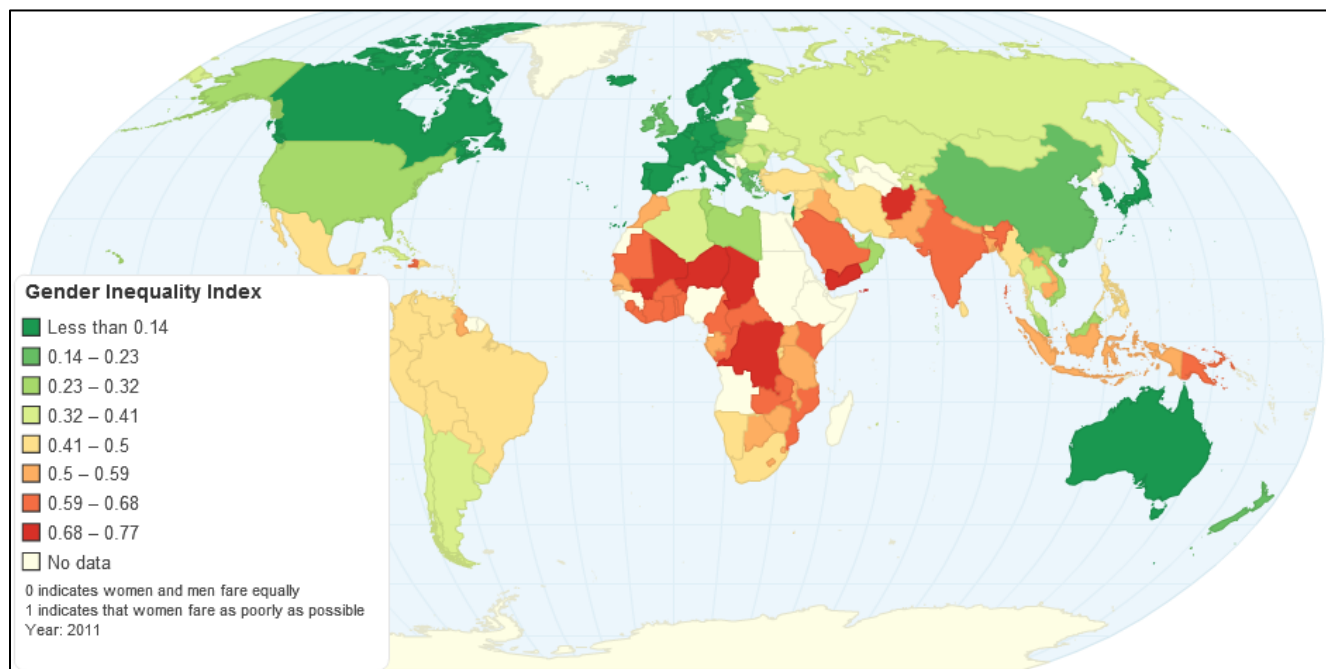 Gender Inequality Index
Less than 0.14
0.14 – 0.23
0.23 – 0.32
0.32 – 0.41
0.41 – 0.5
0.5 – 0.59
0.59 – 0.68
0.68 – 0.77
No data
0 indicates women and men fare equally
1 indicates that women fare as poorly as possible
Year: 2011